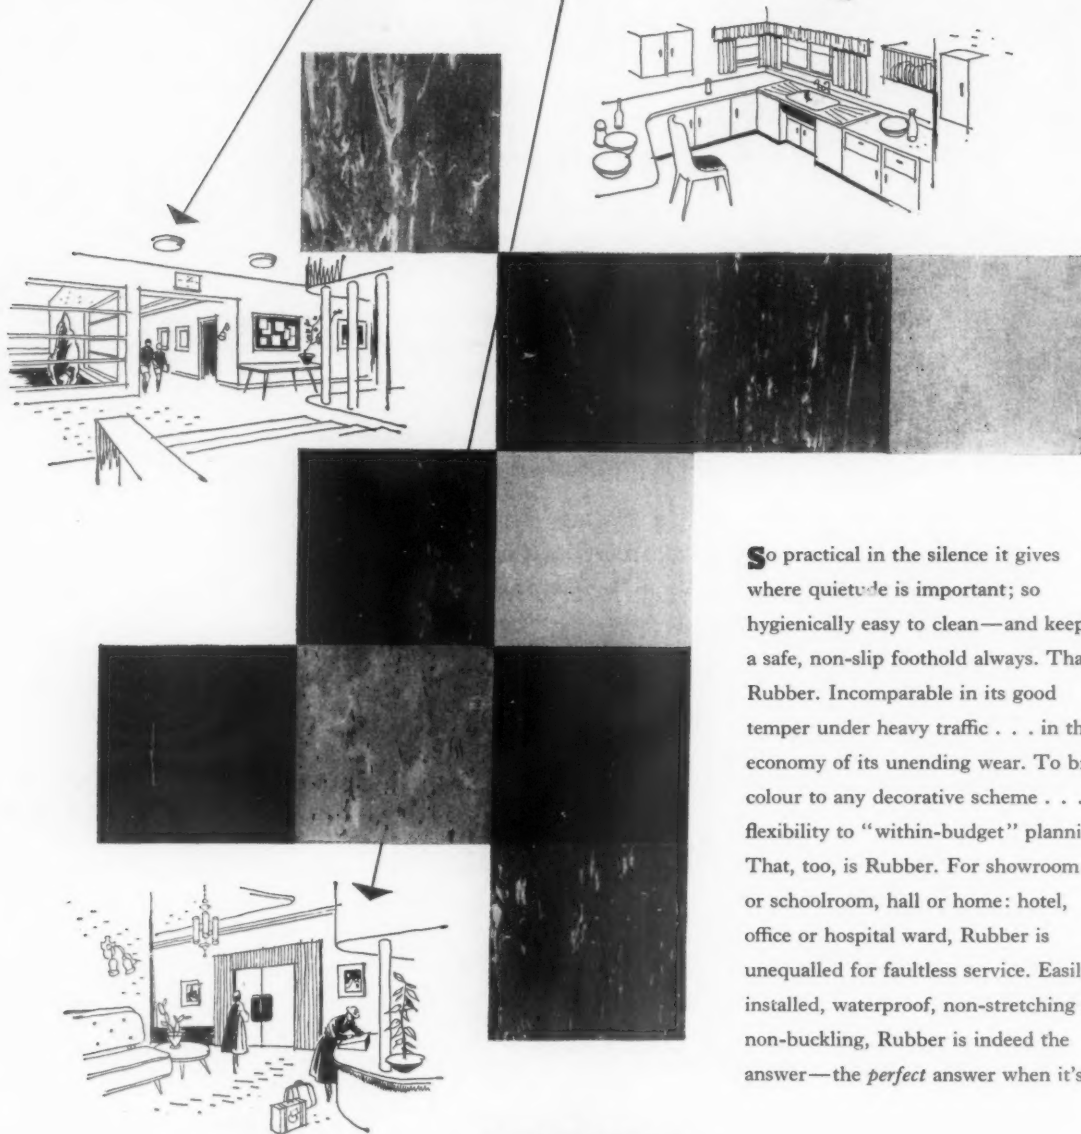 So practical in the silence it gives
where quietude is important; so
hygienically easy to clean—and keep
a safe, non-slip foothold always. Tha
Rubber. Incomparable in its good
temper under heavy traffic . . . in th
economy of its unending wear. To b
colour to any decorative scheme . . .
flexibility to "within-budget" planni
That, too, is Rubber. For showroom
or schoolroom, hall or home: hotel,
office or hospital ward, Rubber is
unequalled for faultless service. Easil
installed, waterproof, non-stretching
non-buckling, Rubber is indeed the
answer—the perfect answer when it's